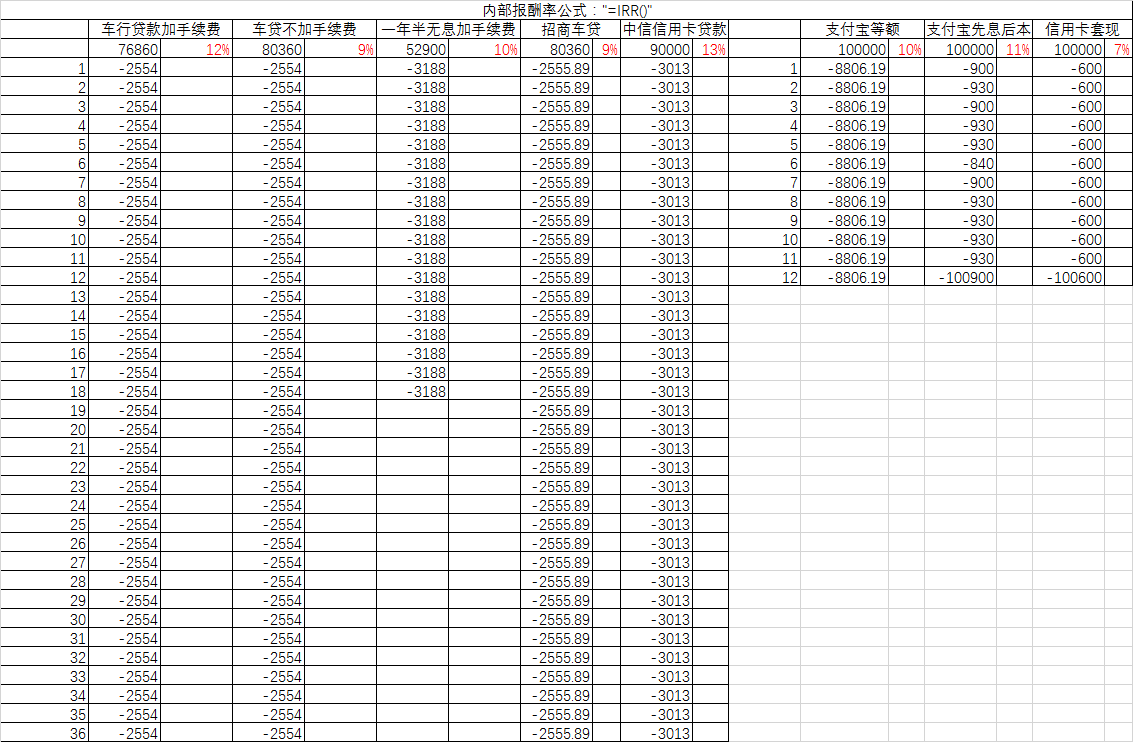 内部报酬率公式："=IRR()"
车行贷款加手续费 车贷不加手续费 一年半无息加手续费 招商车贷 中信信用卡贷款 支付宝等额 支付宝先息后本 信用卡套现
76860 12% 80360 9% 52900 10% 80360 9% 90000 13% 100000 10% 100000 11% 100000 7%
1 -2554 -2554 -3188 -2555.89 -3013 1 -8806.19 -900 -600
2 -2554 -2554 -3188 -2555.89 -3013 2 -8806.19 -930 -600
3 -2554 -2554 -3188 -2555.89 -3013 3 -8806.19 -900 -600
4 -2554 -2554 -3188 -2555.89 -3013 4 -8806.19 -930 -600
5 -2554 -2554 -3188 -2555.89 -3013 5 -8806.19 -930 -600
6 -2554 -2554 -3188 -2555.89 -3013 6 -8806.19 -840 -600
7 -2554 -2554 -3188 -2555.89 -3013 7 -8806.19 -900 -600
8 -2554 -2554 -3188 -2555.89 -3013 8 -8806.19 -930 -600
9 -2554 -2554 -3188 -2555.89 -3013 9 -8806.19 -930 -600
10 -2554 -2554 -3188 -2555.89 -3013 10 -8806.19 -930 -600
11 -2554 -2554 -3188 -2555.89 -3013 11 -8806.19 -930 -600
12 -2554 -2554 -3188 -2555.89 -3013 12 -8806.19 -100900 -100600
13 -2554 -2554 -3188 -2555.89 -3013
14 -2554 -2554 -3188 -2555.89 -3013
15 -2554 -2554 -3188 -2555.89 -3013
16 -2554 -2554 -3188 -2555.89 -3013
17 -2554 -2554 -3188 -2555.89 -3013
18 -2554 -2554 -3188 -2555.89 -3013
19 -2554 -2554 -2555.89 -3013
20 -2554 -2554 -2555.89 -3013
21 -2554 -2554 -2555.89 -3013
22 -2554 -2554 -2555.89 -3013
23 -2554 -2554 -2555.89 -3013
24 -2554 -2554 -2555.89 -3013
25 -2554 -2554 -2555.89 -3013
26 -2554 -2554 -2555.89 -3013
27 -2554 -2554 -2555.89 -3013
28 -2554 -2554 -2555.89 -3013
29 -2554 -2554 -2555.89 -3013
30 -2554 -2554 -2555.89 -3013
31 -2554 -2554 -2555.89 -3013
32 -2554 -2554 -2555.89 -3013
33 -2554 -2554 -2555.89 -3013
34 -2554 -2554 -2555.89 -3013
35 -2554 -2554 -2555.89 -3013
36 -2554 -2554 -2555.89 -3013